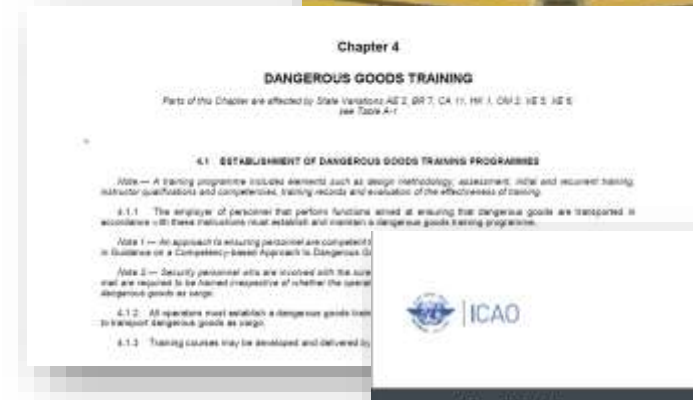 Chapter 4
DANGEROUS GOODS TRAINING
Parts of this Chapter are affected by State Variations
see Table A-1
4.1 ESTABLISHMENT OF DANGEROUS GOODS TRAINING PROGRAMMES
Note.— A training programme includes elements such as design methodology, assessment, initial and recurrent training,
instructor qualifications and competencies, training records and evaluation of the effectiveness of training.
4.1.1 The employer of personnel that perform functions aimed at ensuring that dangerous goods are transported in
accordance with these Instructions must establish and maintain a dangerous goods training programme.
Note 1 — An approach to ensuring personnel are competent
in Guidance on a Competency-based Approach to Dangerous
Note 2 — Security personnel who are involved with the
mail are required to be trained irrespective of whether the
dangerous goods as cargo.
4.1.2 All operators must establish a dangerous goods
to transport dangerous goods as cargo.
4.1.3 Training courses may be developed and delivered by
ICAO